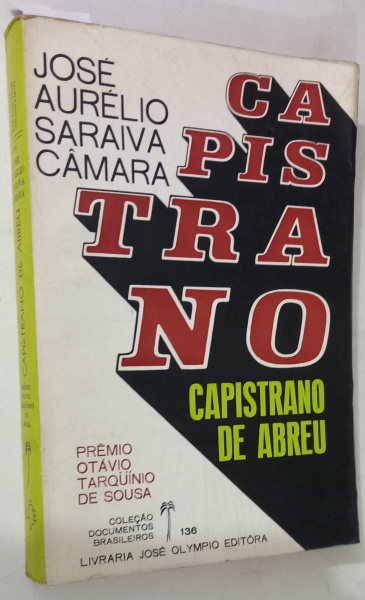 JOSÉ
AURÉLIO
SARAIVA
CÂMARA
CA
PIS
TRA
NO
CAPISTRANO
DE ABREU
PRÊMIO
OTÁVIO
TARQÜÍNIO
DE SOUSA
COLEÇÃO
DOCUMENTOS
BRASILEIROS
136
LIVRARIA JOSÉ OLYMPIO EDITÔRA
CAPISTRANO DE ABREU